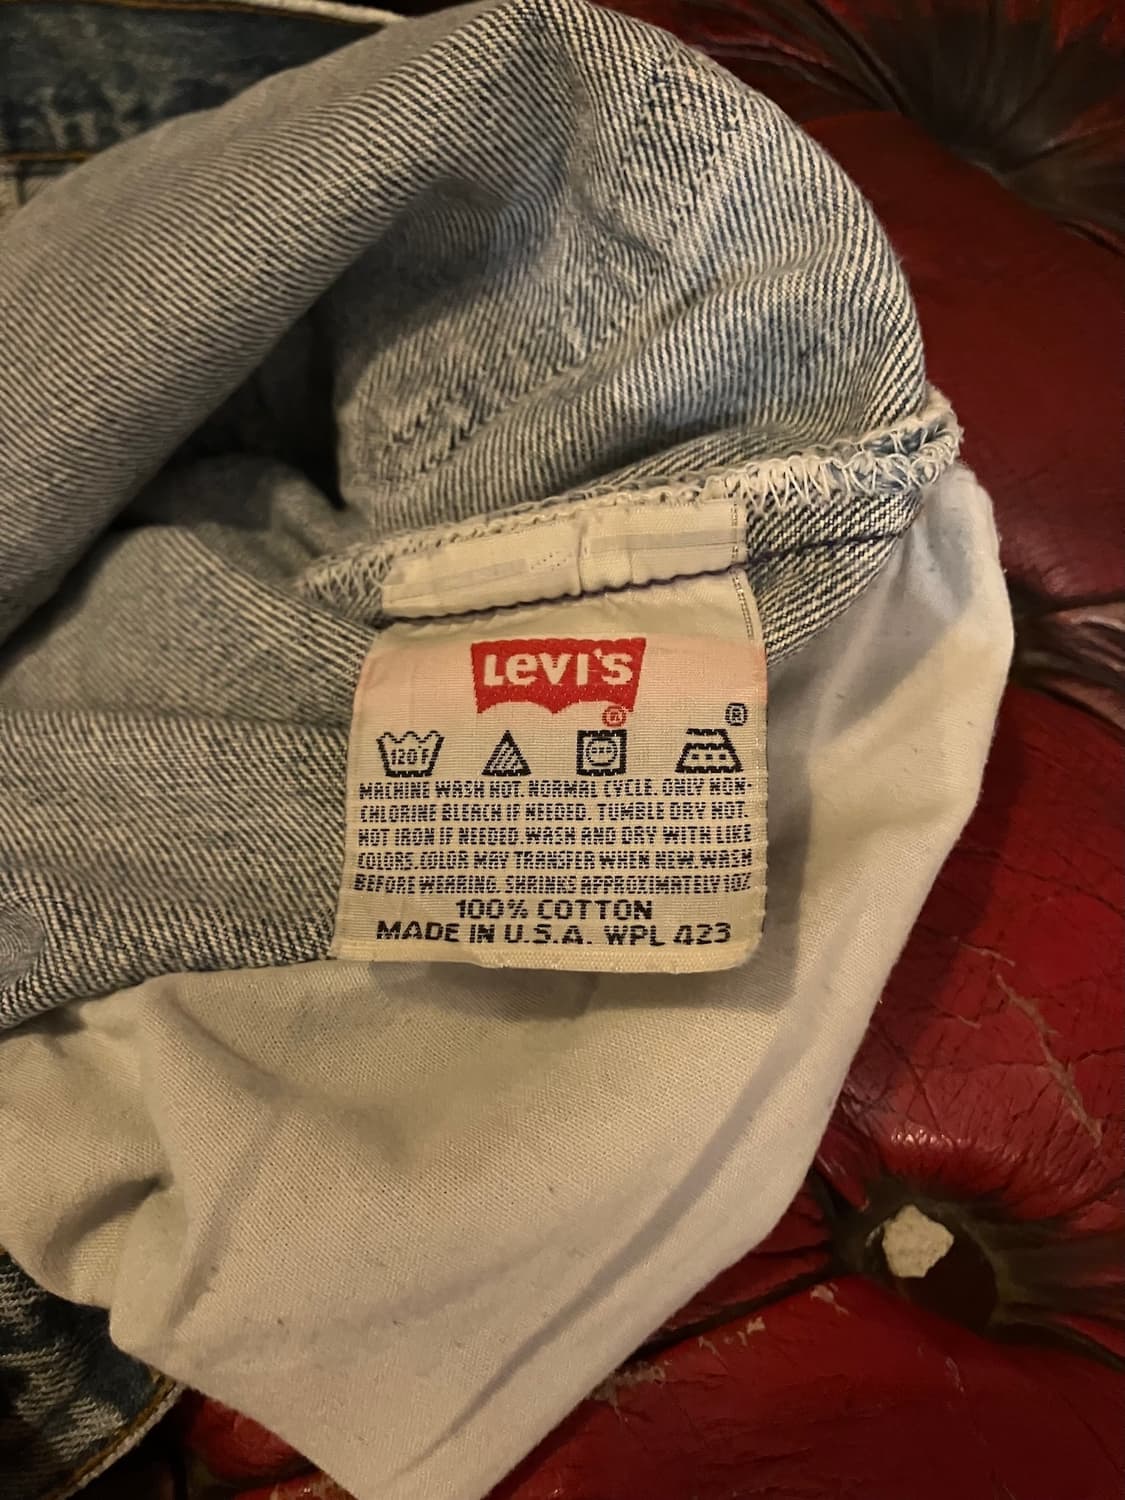 LEVI'S
®
®
120F
MACHINE WASH HOT. NORMAL CYCLE. ONLY NON-
CHLORINE BLEACH IF NEEDED. TUMBLE DRY HOT.
HOT IRON IF NEEDED. WASH AND DRY WITH LIKE
COLORS. COLOR MAY TRANSFER WHEN NEW. WASH
BEFORE WEARING. SHRINKS APPROXIMATELY 10%
100% COTTON
MADE IN U.S.A. WPL 423